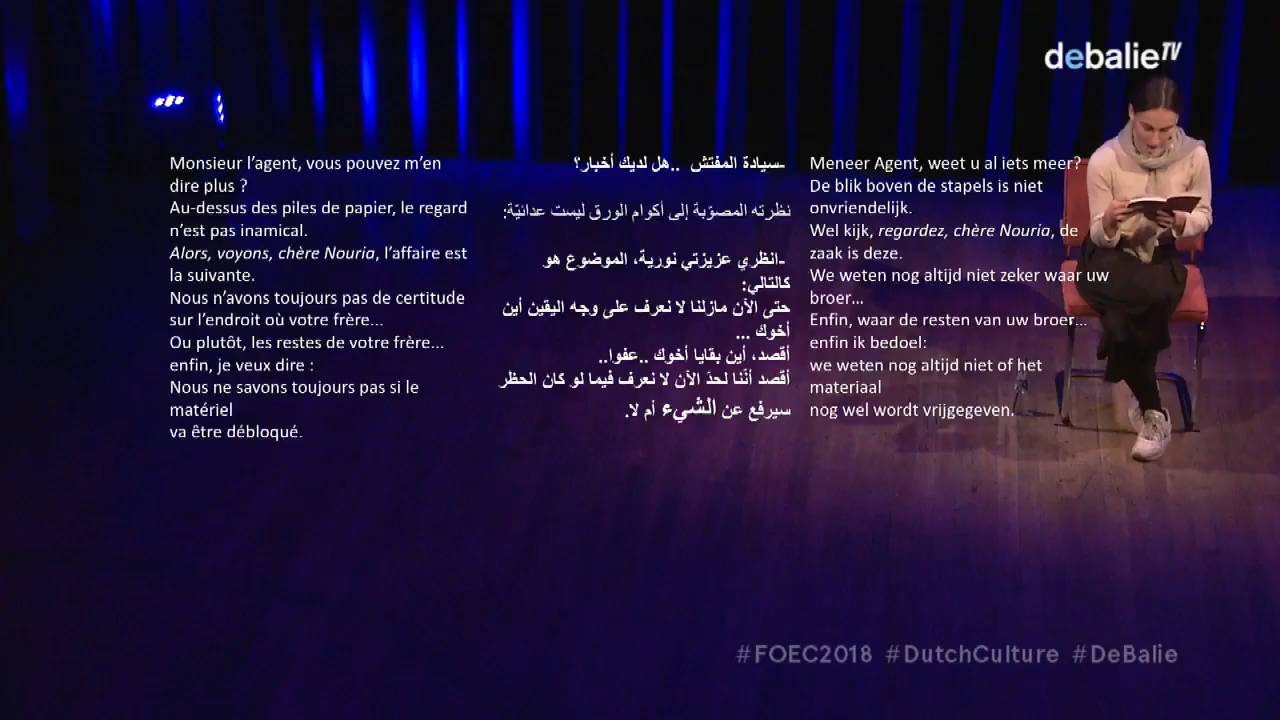 debalieTV
Monsieur l’agent, vous pouvez m’en
dire plus ?
Au-dessus des piles de papier, le regard
n’est pas inamical.
Alors, voyons, chère Nouria, l’affaire est
la suivante.
Nous n’avons toujours pas de certitude
sur l’endroit où votre frère...
Ou plutôt, les restes de votre frère...
enfin, je veux dire :
Nous ne savons toujours pas si le
matériel
va être débloqué.
-سيادة المفتش ..هل لديك أخبار؟
نظرته المصوّبة إلى أكوام الورق ليست عدائيّة:
-انظري عزيزتي نورية، الموضوع هو
كالتالي:
حتى الآن مازلنا لا نعرف على وجه اليقين أين
أخوك ...
أقصد، أين بقايا أخوك ..عفوا..
أقصد أنّنا لحدّ الآن لا نعرف فيما لو كان الحظر
سيرفع عن الشيء أم لا.
Meneer Agent, weet u al iets meer?
De blik boven de stapels is niet
onvriendelijk.
Wel kijk, regardez, chère Nouria, de
zaak is deze.
We weten nog altijd niet zeker waar uw
broer...
Enfin, waar de resten van uw broer...
enfin ik bedoel:
we weten nog altijd niet of het
materiaal
nog wel wordt vrijgegeven.
#FOEC2018 #DutchCulture #DeBalie